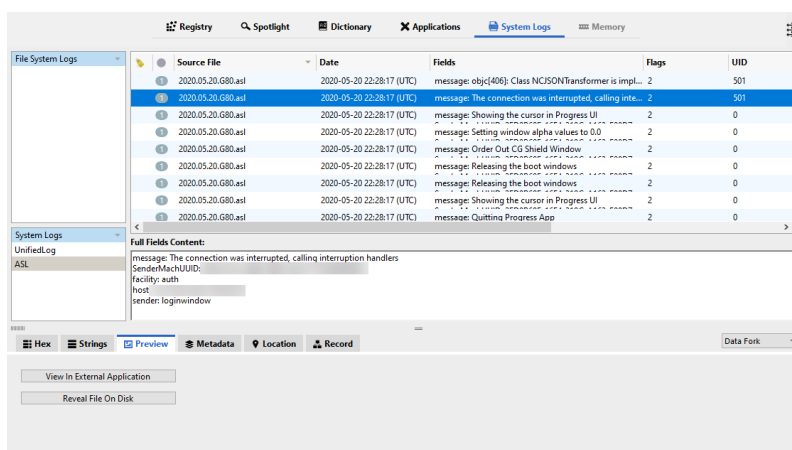 Registry Spotlight Dictionary Applications System Logs Memory
File System Logs
Source File Date Fields Flags UID
1 2020.05.20.G80.asl 2020-05-20 22:28:17 (UTC) message: objc[406]: Class NCJSONTransformer is impl... 2 501
1 2020.05.20.G80.asl 2020-05-20 22:28:17 (UTC) message: The connection was interrupted, calling inte... 2 501
1 2020.05.20.G80.asl 2020-05-20 22:28:17 (UTC) message: Showing the cursor in Progress UI 2 0
1 2020.05.20.G80.asl 2020-05-20 22:28:17 (UTC) message: Setting window alpha values to 0.0 2 0
1 2020.05.20.G80.asl 2020-05-20 22:28:17 (UTC) message: Order Out CG Shield Window 2 0
1 2020.05.20.G80.asl 2020-05-20 22:28:17 (UTC) message: Releasing the boot windows 2 0
1 2020.05.20.G80.asl 2020-05-20 22:28:17 (UTC) message: Releasing the boot windows 2 0
1 2020.05.20.G80.asl 2020-05-20 22:28:17 (UTC) message: Showing the cursor in Progress UI 2 0
1 2020.05.20.G80.asl 2020-05-20 22:28:17 (UTC) message: Quitting Progress App 2 0
System Logs
UnifiedLog
ASL
Full Fields Content:
message: The connection was interrupted, calling interruption handlers
SenderMachUUID:
facility: auth
host
sender: loginwindow
Hex Strings Preview Metadata Location Record Data Fork
View In External Application
Reveal File On Disk